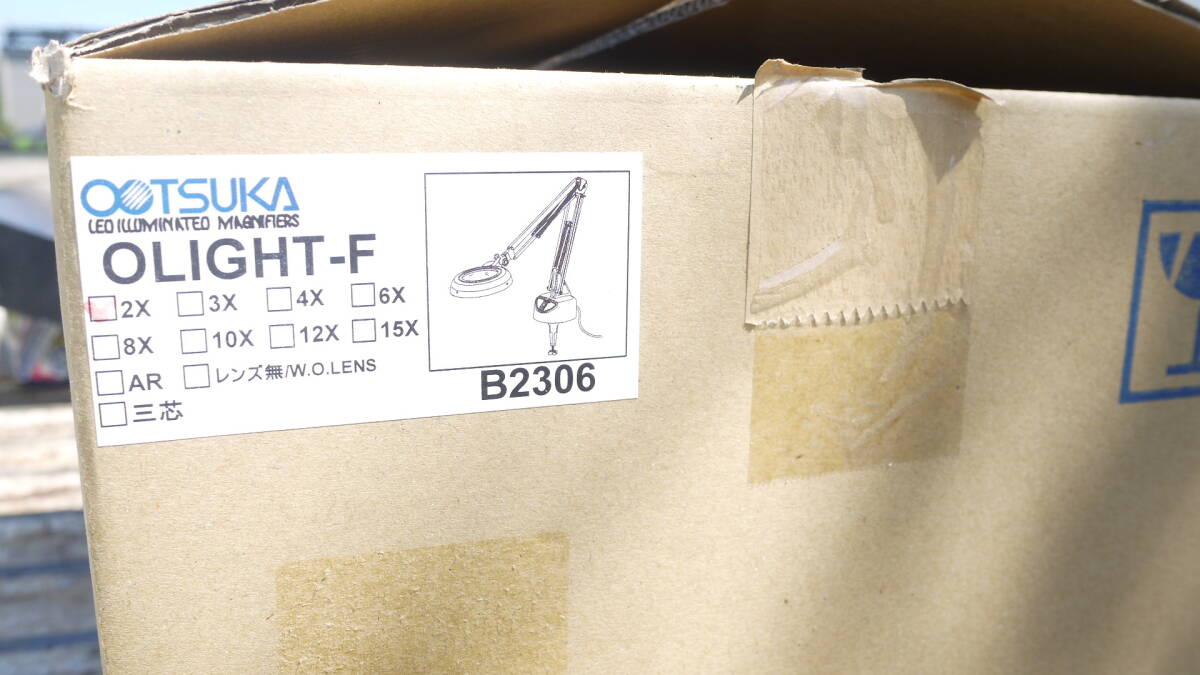 OOTSUKA
LED ILLUMINATED MAGNIFIERS
OLIGHT-F
2X 3X 4X 6X
8X 10X 12X 15X
AR レンズ無/W.O.LENS
三芯
B2306